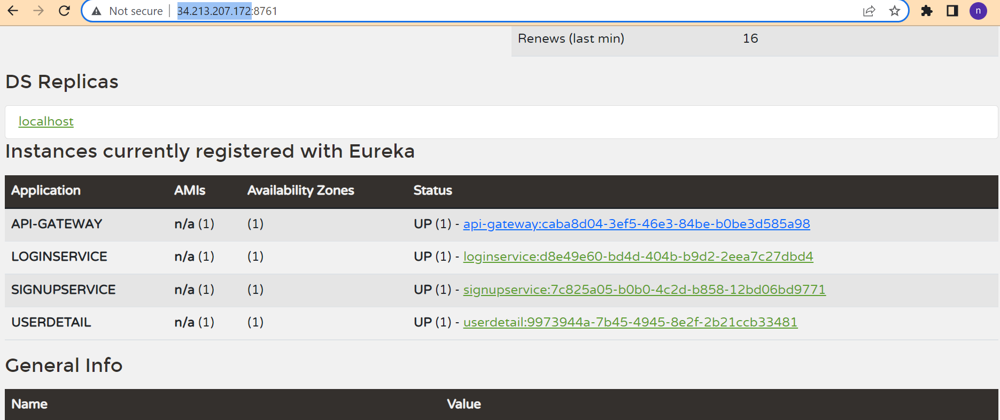 Not secure | 34.213.207.172:8761
n
Renews (last min) 16
DS Replicas
localhost
Instances currently registered with Eureka
Application AMIs Availability Zones Status
API-GATEWAY n/a (1) (1) UP (1) - api-gateway:caba8d04-3ef5-46e3-84be-b0be3d585a98
LOGINSERVICE n/a (1) (1) UP (1) - loginservice:d8e49e60-bd4d-404b-b9d2-2eea7c27dbd4
SIGNUPSERVICE n/a (1) (1) UP (1) - signupservice:7c825a05-b0b0-4c2d-b858-12bd06bd9771
USERDETAIL n/a (1) (1) UP (1) - userdetail:9973944a-7b45-4945-8e2f-2b21ccb33481
General Info
Name Value